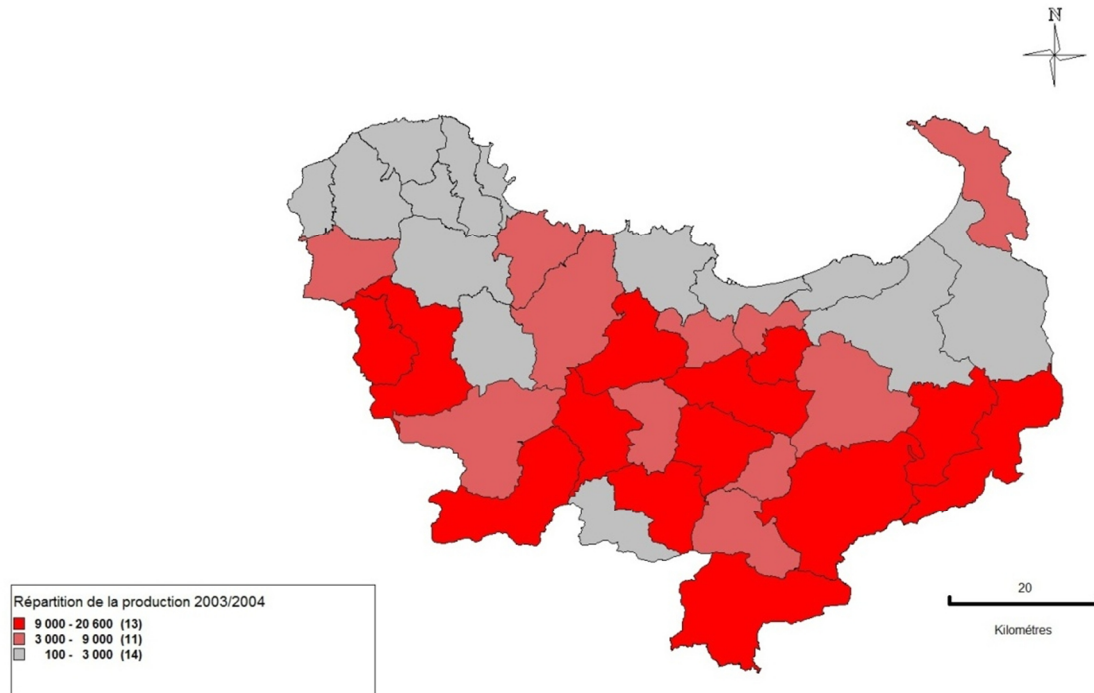 N
Répartition de la production 2003/2004
9 000 - 20 600 (13)
3 000 - 9 000 (11)
100 - 3 000 (14)
20
Kilométres